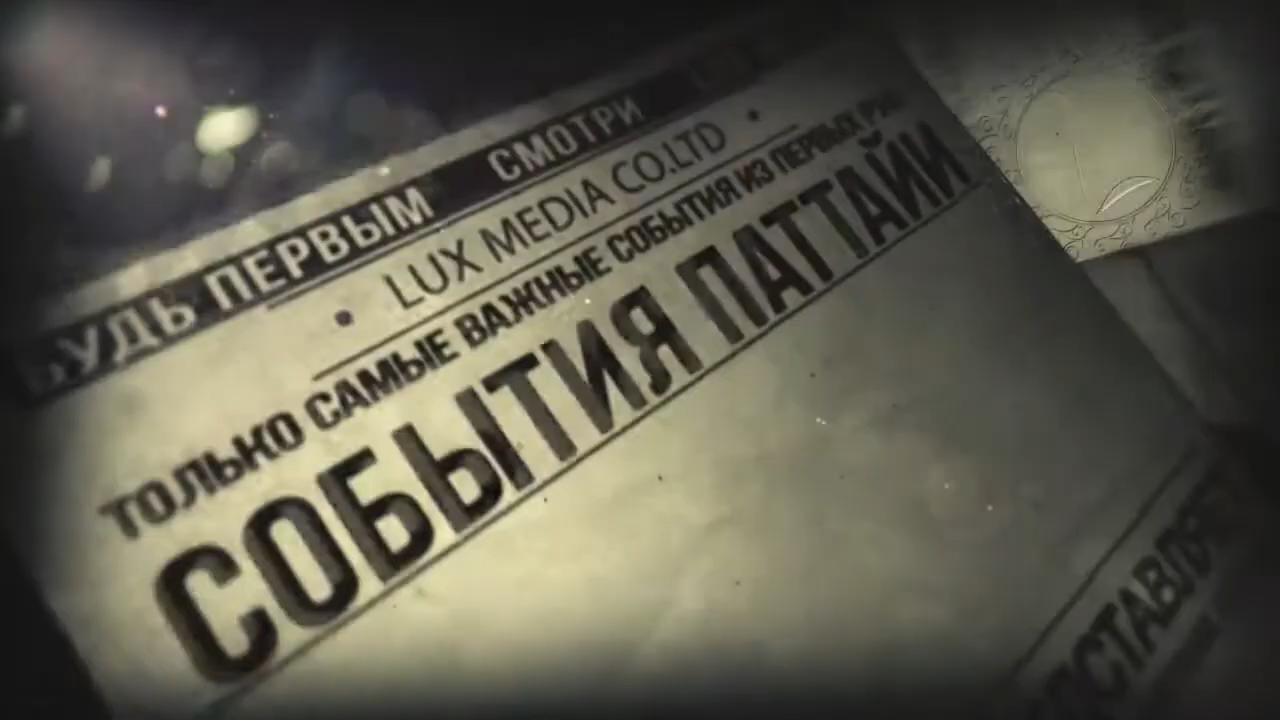 БУДЬ ПЕРВЫМ СМОТРИ
• LUX MEDIA CO.LTD •
ТОЛЬКО САМЫЕ ВАЖНЫЕ СОБЫТИЯ ИЗ ПЕРВЫХ
СОБЫТИЯ ПАТТАЙИ